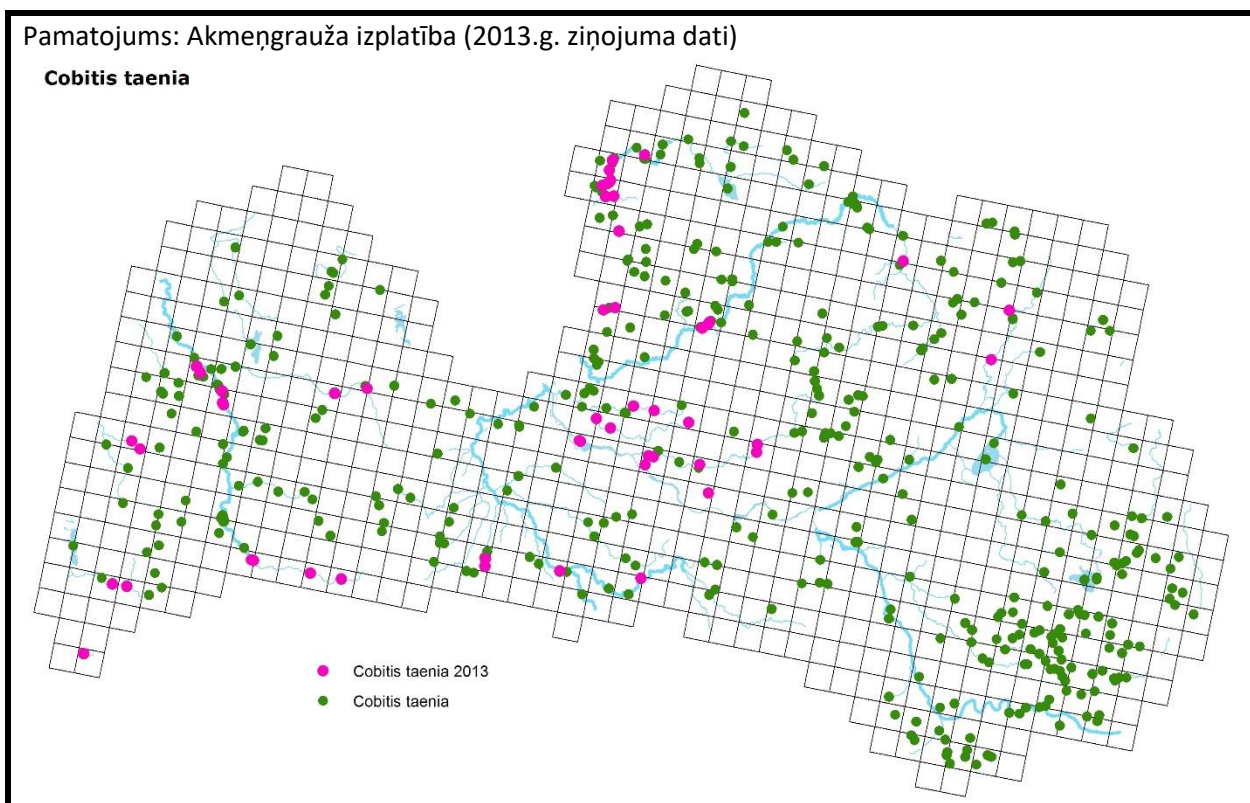 Pamatojums: Akmeņgrauža izplatība (2013.g. ziņojuma dati)
Cobitis taenia
Cobitis taenia 2013
Cobitis taenia